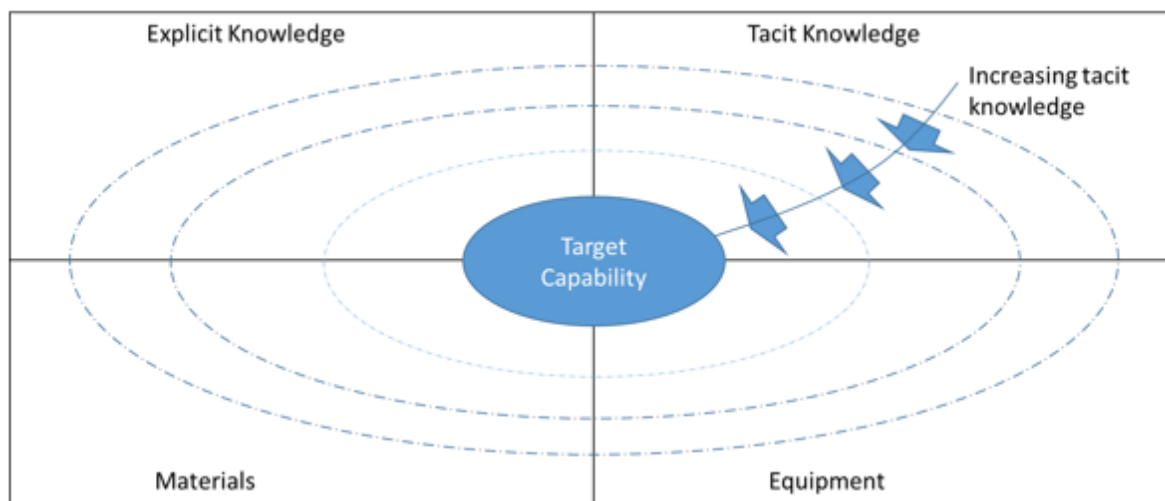 Explicit Knowledge
Tacit Knowledge
Increasing tacit
knowledge
Target
Capability
Materials
Equipment